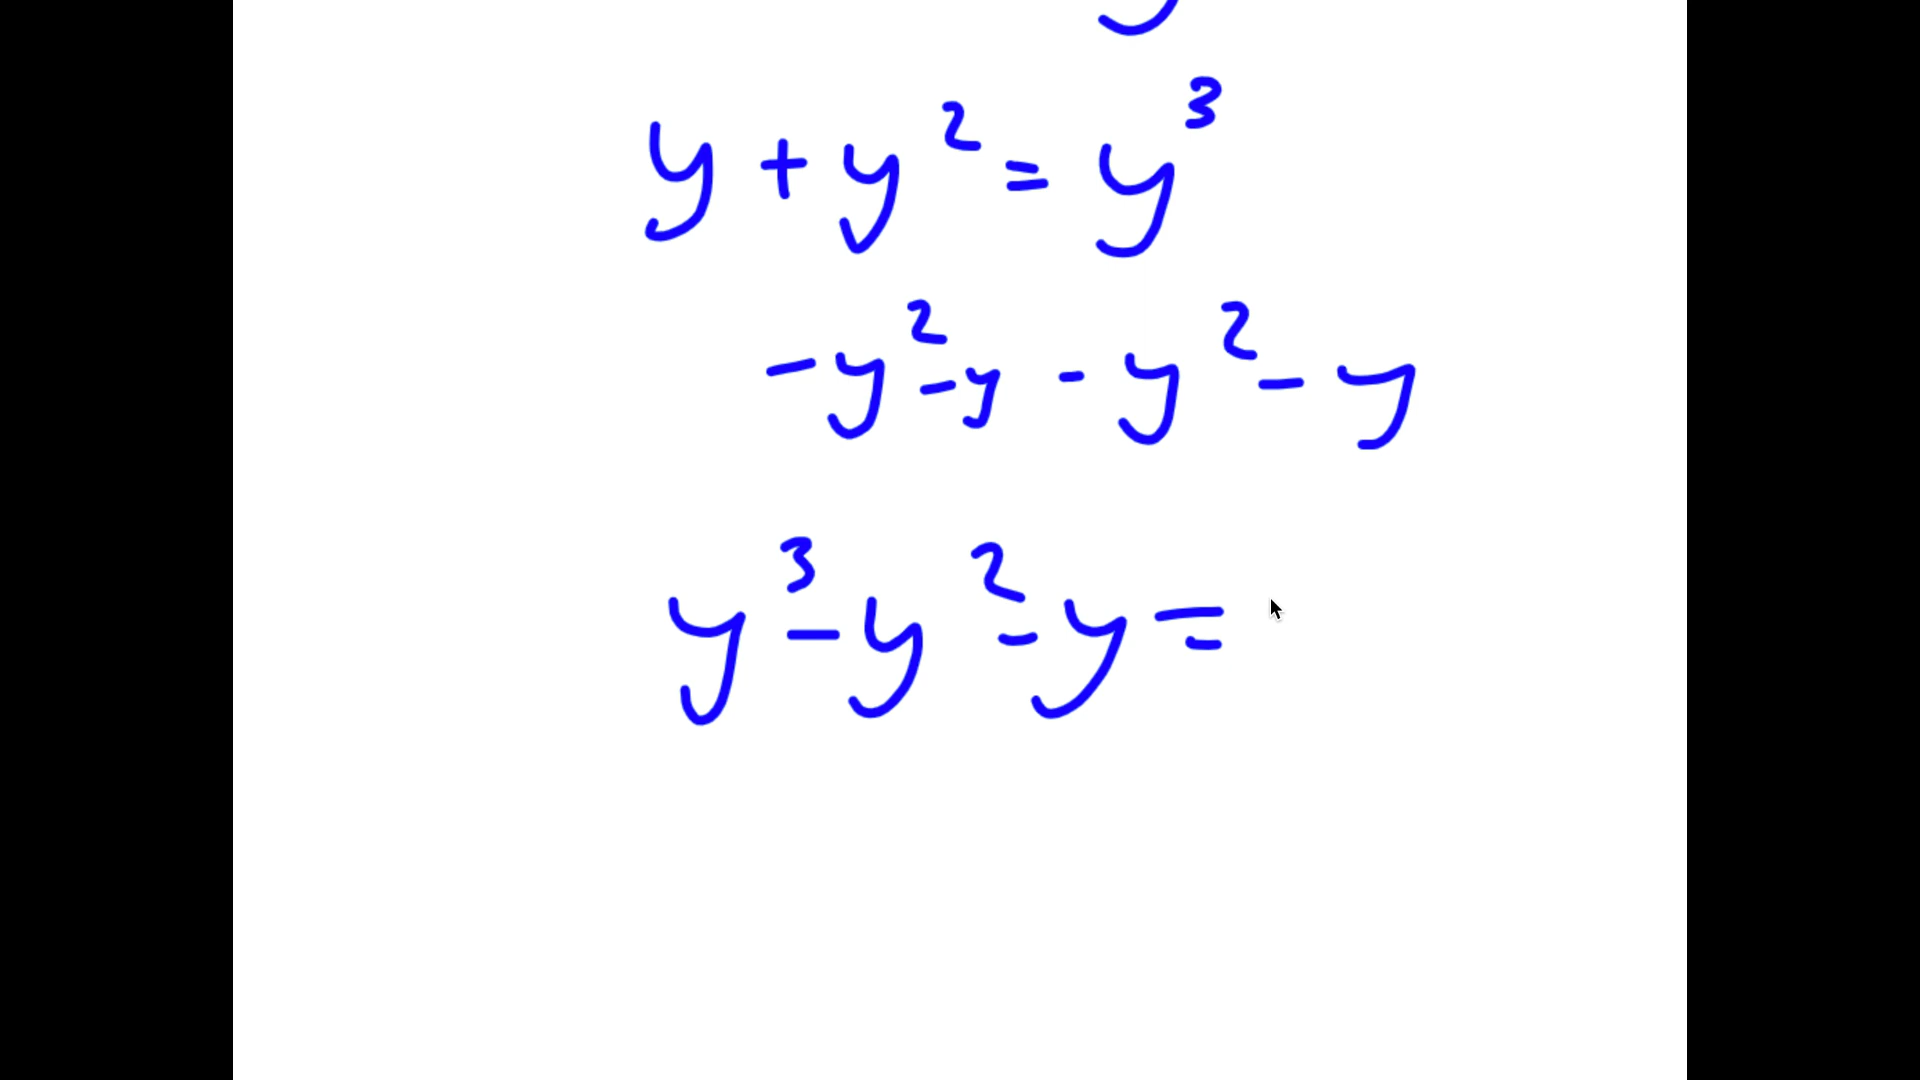 y + y² = y³
- y² - y - y² - y
y³ - y² - y =